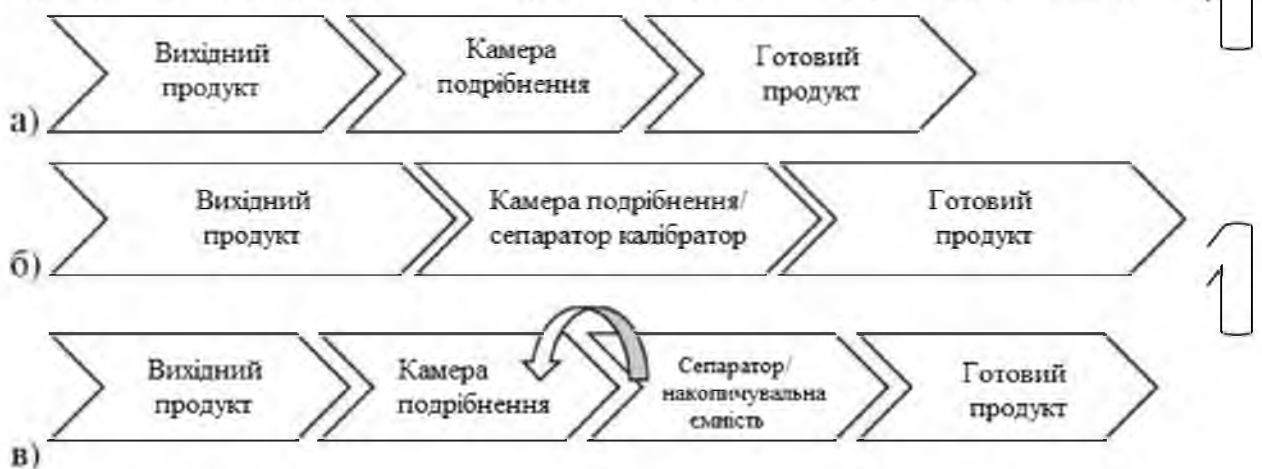 Вихідний
продукт
Камера
подрібнення
Готовий
продукт
а)
Вихідний
продукт
Камера подрібнення/
сепаратор калібратор
Готовий
продукт
б)
Вихідний
продукт
Камера
подрібнення
Сепаратор/
накопичувальна
ємність
Готовий
продукт
в)